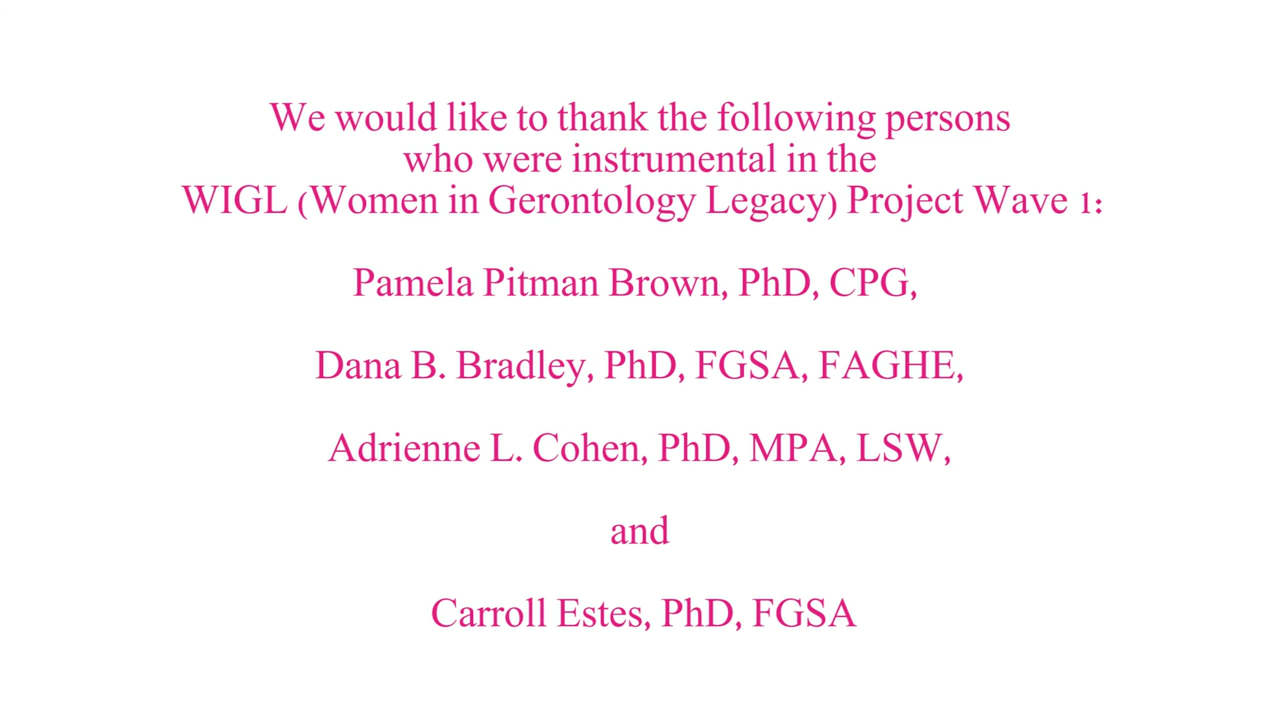 We would like to thank the following persons
who were instrumental in the
WIGL (Women in Gerontology Legacy) Project Wave 1:
Pamela Pitman Brown, PhD, CPG,
Dana B. Bradley, PhD, FGSA, FAGHE,
Adrienne L. Cohen, PhD, MPA, LSW,
and
Carroll Estes, PhD, FGSA